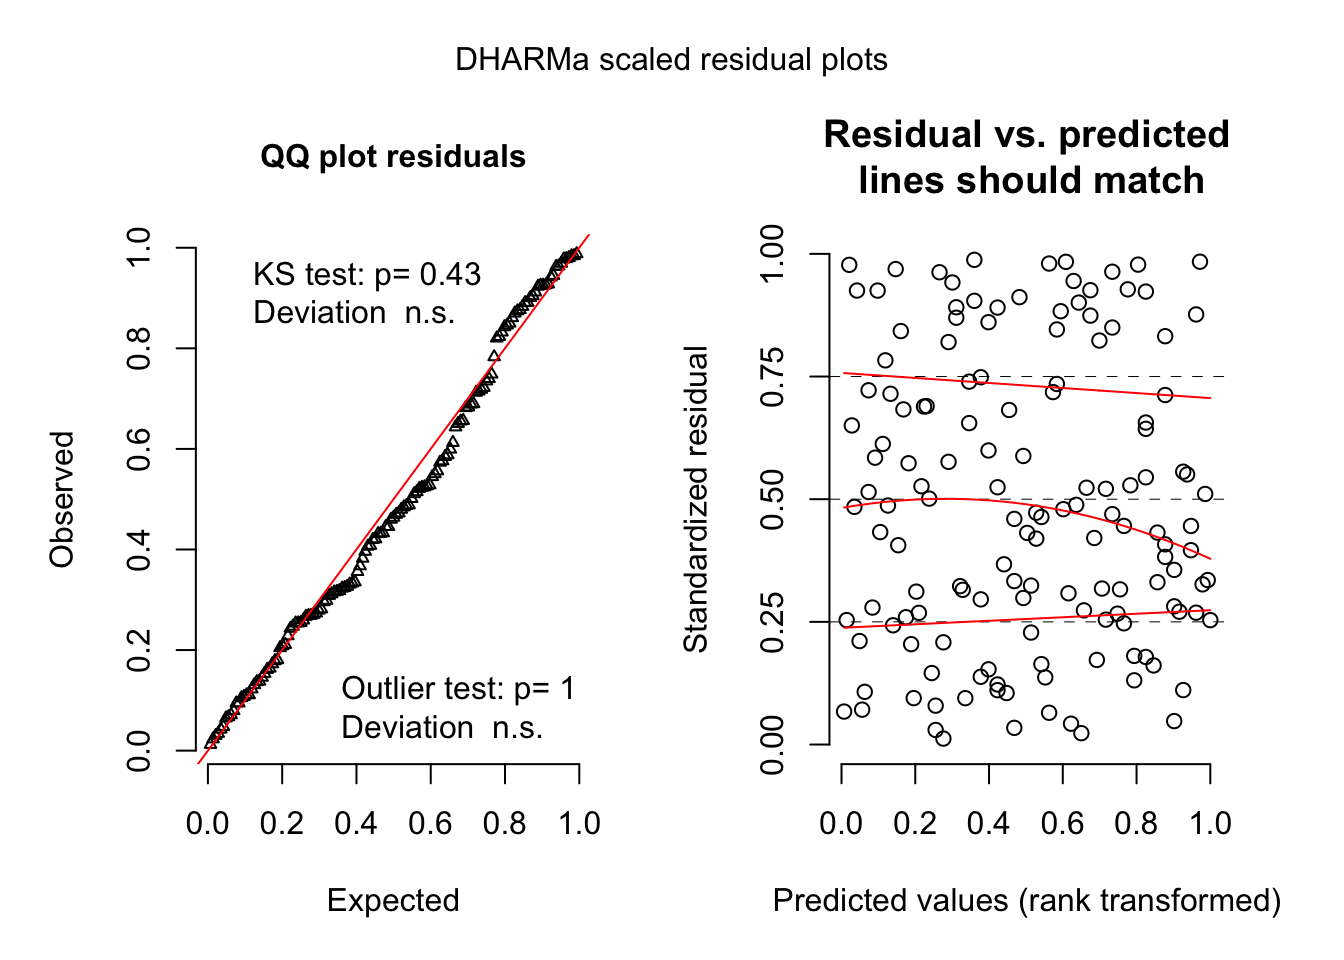 DHARMa scaled residual plots
QQ plot residuals
KS test: p= 0.43
Deviation  n.s.
Outlier test: p= 1
Deviation  n.s.
Observed
0.0 0.2 0.4 0.6 0.8 1.0
0.0 0.2 0.4 0.6 0.8 1.0
Expected
Residual vs. predicted
lines should match
Standardized residual
0.00 0.25 0.50 0.75 1.00
0.0 0.2 0.4 0.6 0.8 1.0
Predicted values (rank transformed)